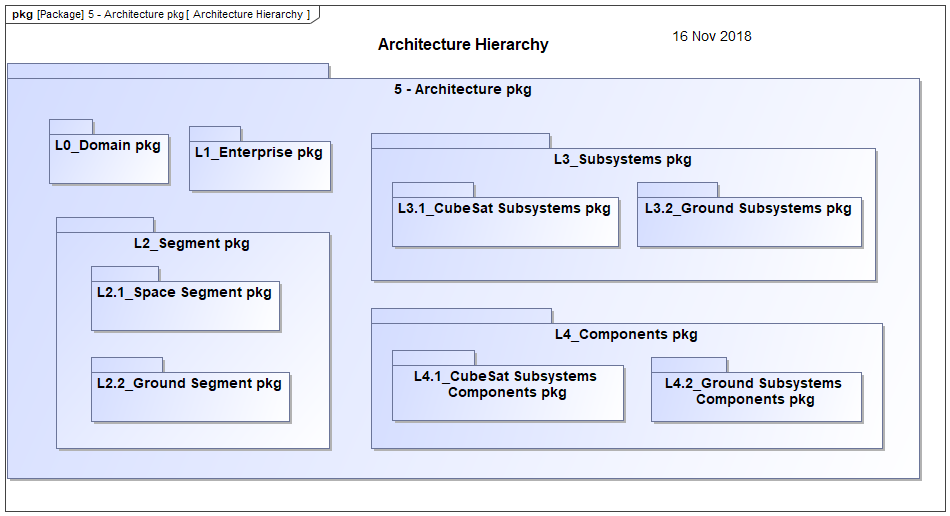 pkg [Package] 5 - Architecture pkg [ Architecture Hierarchy ]
Architecture Hierarchy
16 Nov 2018
5 - Architecture pkg
L0_Domain pkg
L1_Enterprise pkg
L2_Segment pkg
L2.1_Space Segment pkg
L2.2_Ground Segment pkg
L3_Subsystems pkg
L3.1_CubeSat Subsystems pkg
L3.2_Ground Subsystems pkg
L4_Components pkg
L4.1_CubeSat Subsystems
Components pkg
L4.2_Ground Subsystems
Components pkg